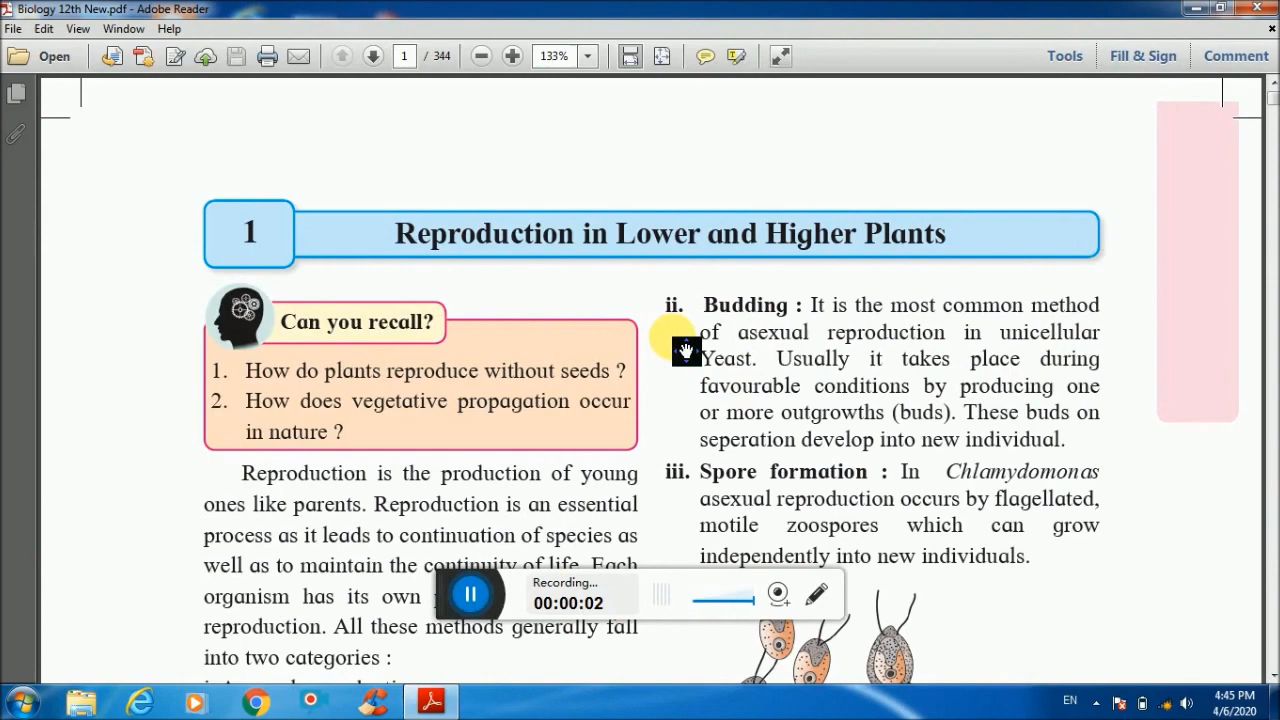 Biology 12th New.pdf - Adobe Reader
File Edit View Window Help
Open 1 / 344 133% Tools Fill & Sign Comment
1 Reproduction in Lower and Higher Plants
Can you recall?
1. How do plants reproduce without seeds ?
2. How does vegetative propagation occur
in nature ?
Reproduction is the production of young
ones like parents. Reproduction is an essential
process as it leads to continuation of species as
well as to maintain the continuity of life. Each
organism has its own
reproduction. All these methods generally fall
into two categories :
ii. Budding : It is the most common method
of asexual reproduction in unicellular
Yeast. Usually it takes place during
favourable conditions by producing one
or more outgrowths (buds). These buds on
seperation develop into new individual.
iii. Spore formation : In Chlamydomonas
asexual reproduction occurs by flagellated,
motile zoospores which can grow
independently into new individuals.
Recording...
00:00:02
EN
4:45 PM
4/6/2020